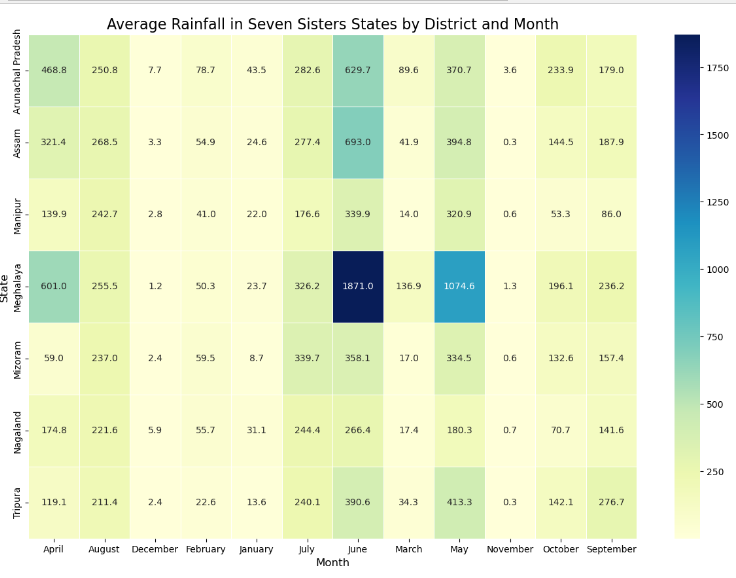 Average Rainfall in Seven Sisters States by District and Month
Arunachal Pradesh 468.8 250.8 7.7 78.7 43.5 282.6 629.7 89.6 370.7 3.6 233.9 179.0
Assam 321.4 268.5 3.3 54.9 24.6 277.4 693.0 41.9 394.8 0.3 144.5 187.9
Manipur 139.9 242.7 2.8 41.0 22.0 176.6 339.9 14.0 320.9 0.6 53.3 86.0
State
Meghalaya 601.0 255.5 1.2 50.3 23.7 326.2 1871.0 136.9 1074.6 1.3 196.1 236.2
Mizoram 59.0 237.0 2.4 59.5 8.7 339.7 358.1 17.0 334.5 0.6 132.6 157.4
Nagaland 174.8 221.6 5.9 55.7 31.1 244.4 266.4 17.4 180.3 0.7 70.7 141.6
Tripura 119.1 211.4 2.4 22.6 13.6 240.1 390.6 34.3 413.3 0.3 142.1 276.7
April August December February January July June March May November October September
Month
1750
1500
1250
1000
750
500
250